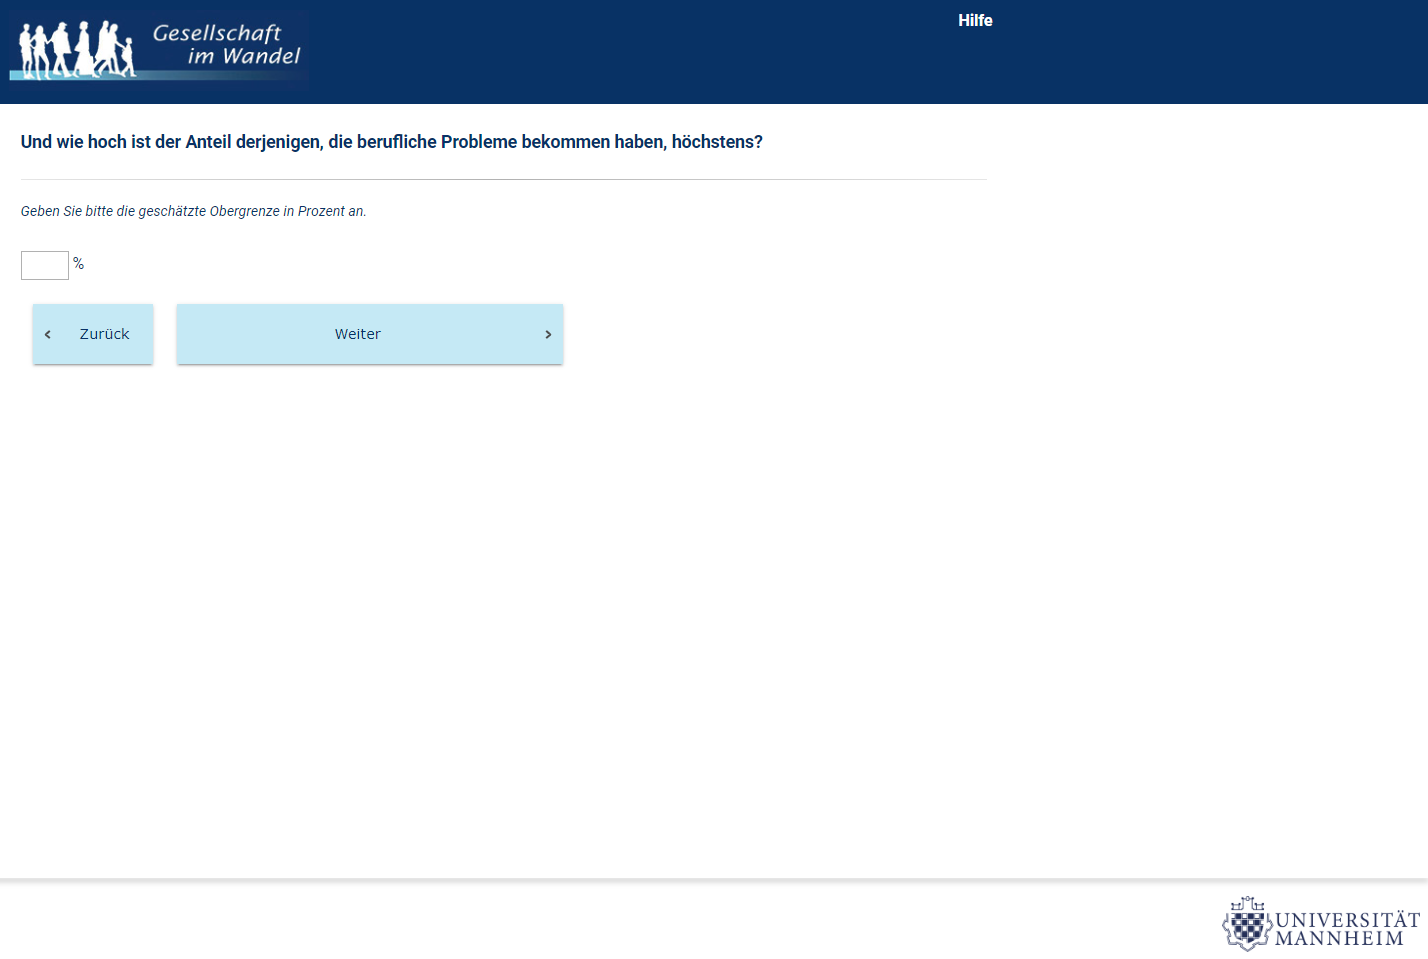 Gesellschaft
im Wandel
Hilfe
Und wie hoch ist der Anteil derjenigen, die berufliche Probleme bekommen haben, höchstens?
Geben Sie bitte die geschätzte Obergrenze in Prozent an.
%
Zurück
Weiter
UNIVERSITÄT
MANNHEIM